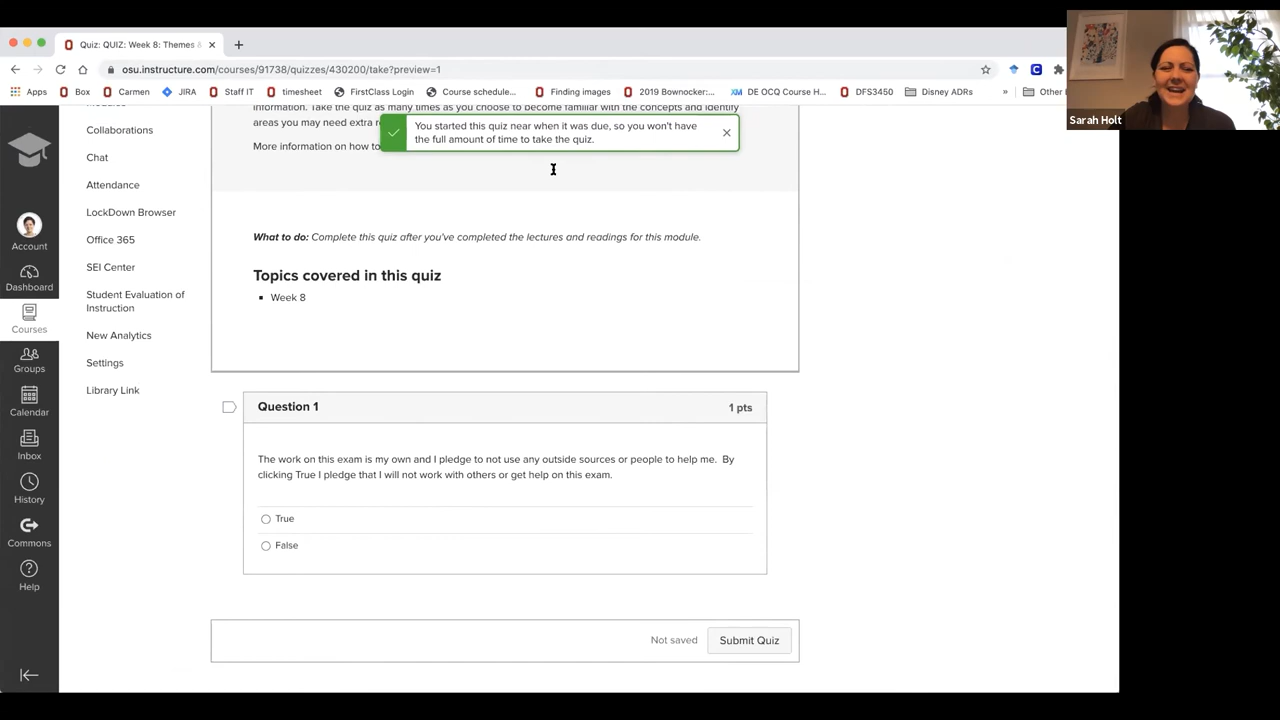 Quiz: QUIZ: Week 8: Themes &
osu.instructure.com/courses/91738/quizzes/430200/take?preview=1
Apps Box Carmen JIRA Staff IT timesheet FirstClass Login Course schedule... Finding images 2019 Bownocker:... DE OCQ Course H... DFS3450 Disney ADRs » Other
Sarah Holt
Account
Dashboard
Courses
Groups
Calendar
Inbox
History
Commons
Help
Collaborations
Chat
Attendance
LockDown Browser
Office 365
SEI Center
Student Evaluation of
Instruction
New Analytics
Settings
Library Link
information. Take the quiz as many times as you choose to become familiar with the concepts and identify
areas you may need extra
More information on how to
You started this quiz near when it was due, so you won't have
the full amount of time to take the quiz.
What to do: Complete this quiz after you've completed the lectures and readings for this module.
Topics covered in this quiz
Week 8
Question 1
1 pts
The work on this exam is my own and I pledge to not use any outside sources or people to help me. By
clicking True I pledge that I will not work with others or get help on this exam.
True
False
Not saved
Submit Quiz